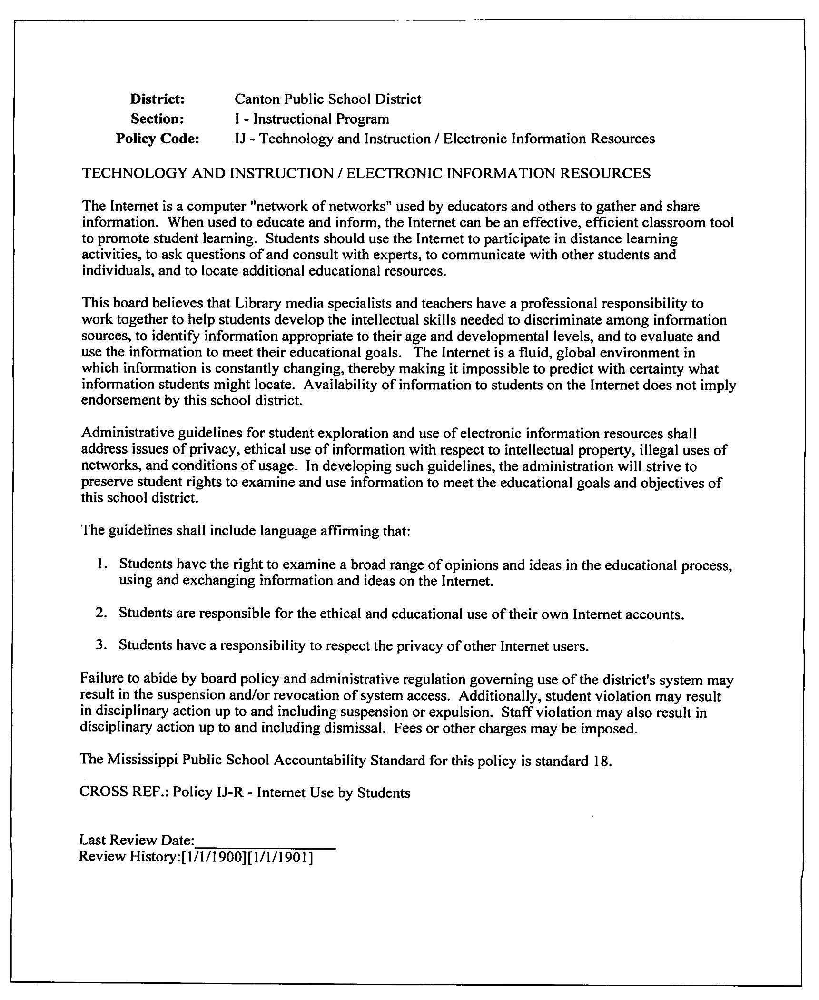 District: Canton Public School District
Section: I - Instructional Program
Policy Code: IJ - Technology and Instruction / Electronic Information Resources
TECHNOLOGY AND INSTRUCTION / ELECTRONIC INFORMATION RESOURCES
The Internet is a computer "network of networks" used by educators and others to gather and share
information. When used to educate and inform, the Internet can be an effective, efficient classroom tool
to promote student learning. Students should use the Internet to participate in distance learning
activities, to ask questions of and consult with experts, to communicate with other students and
individuals, and to locate additional educational resources.
This board believes that Library media specialists and teachers have a professional responsibility to
work together to help students develop the intellectual skills needed to discriminate among information
sources, to identify information appropriate to their age and developmental levels, and to evaluate and
use the information to meet their educational goals. The Internet is a fluid, global environment in
which information is constantly changing, thereby making it impossible to predict with certainty what
information students might locate. Availability of information to students on the Internet does not imply
endorsement by this school district.
Administrative guidelines for student exploration and use of electronic information resources shall
address issues of privacy, ethical use of information with respect to intellectual property, illegal uses of
networks, and conditions of usage. In developing such guidelines, the administration will strive to
preserve student rights to examine and use information to meet the educational goals and objectives of
this school district.
The guidelines shall include language affirming that:
1. Students have the right to examine a broad range of opinions and ideas in the educational process,
using and exchanging information and ideas on the Internet.
2. Students are responsible for the ethical and educational use of their own Internet accounts.
3. Students have a responsibility to respect the privacy of other Internet users.
Failure to abide by board policy and administrative regulation governing use of the district's system may
result in the suspension and/or revocation of system access. Additionally, student violation may result
in disciplinary action up to and including suspension or expulsion. Staff violation may also result in
disciplinary action up to and including dismissal. Fees or other charges may be imposed.
The Mississippi Public School Accountability Standard for this policy is standard 18.
CROSS REF.: Policy IJ-R - Internet Use by Students
Last Review Date:
Review History:[1/1/1900][1/1/1901]